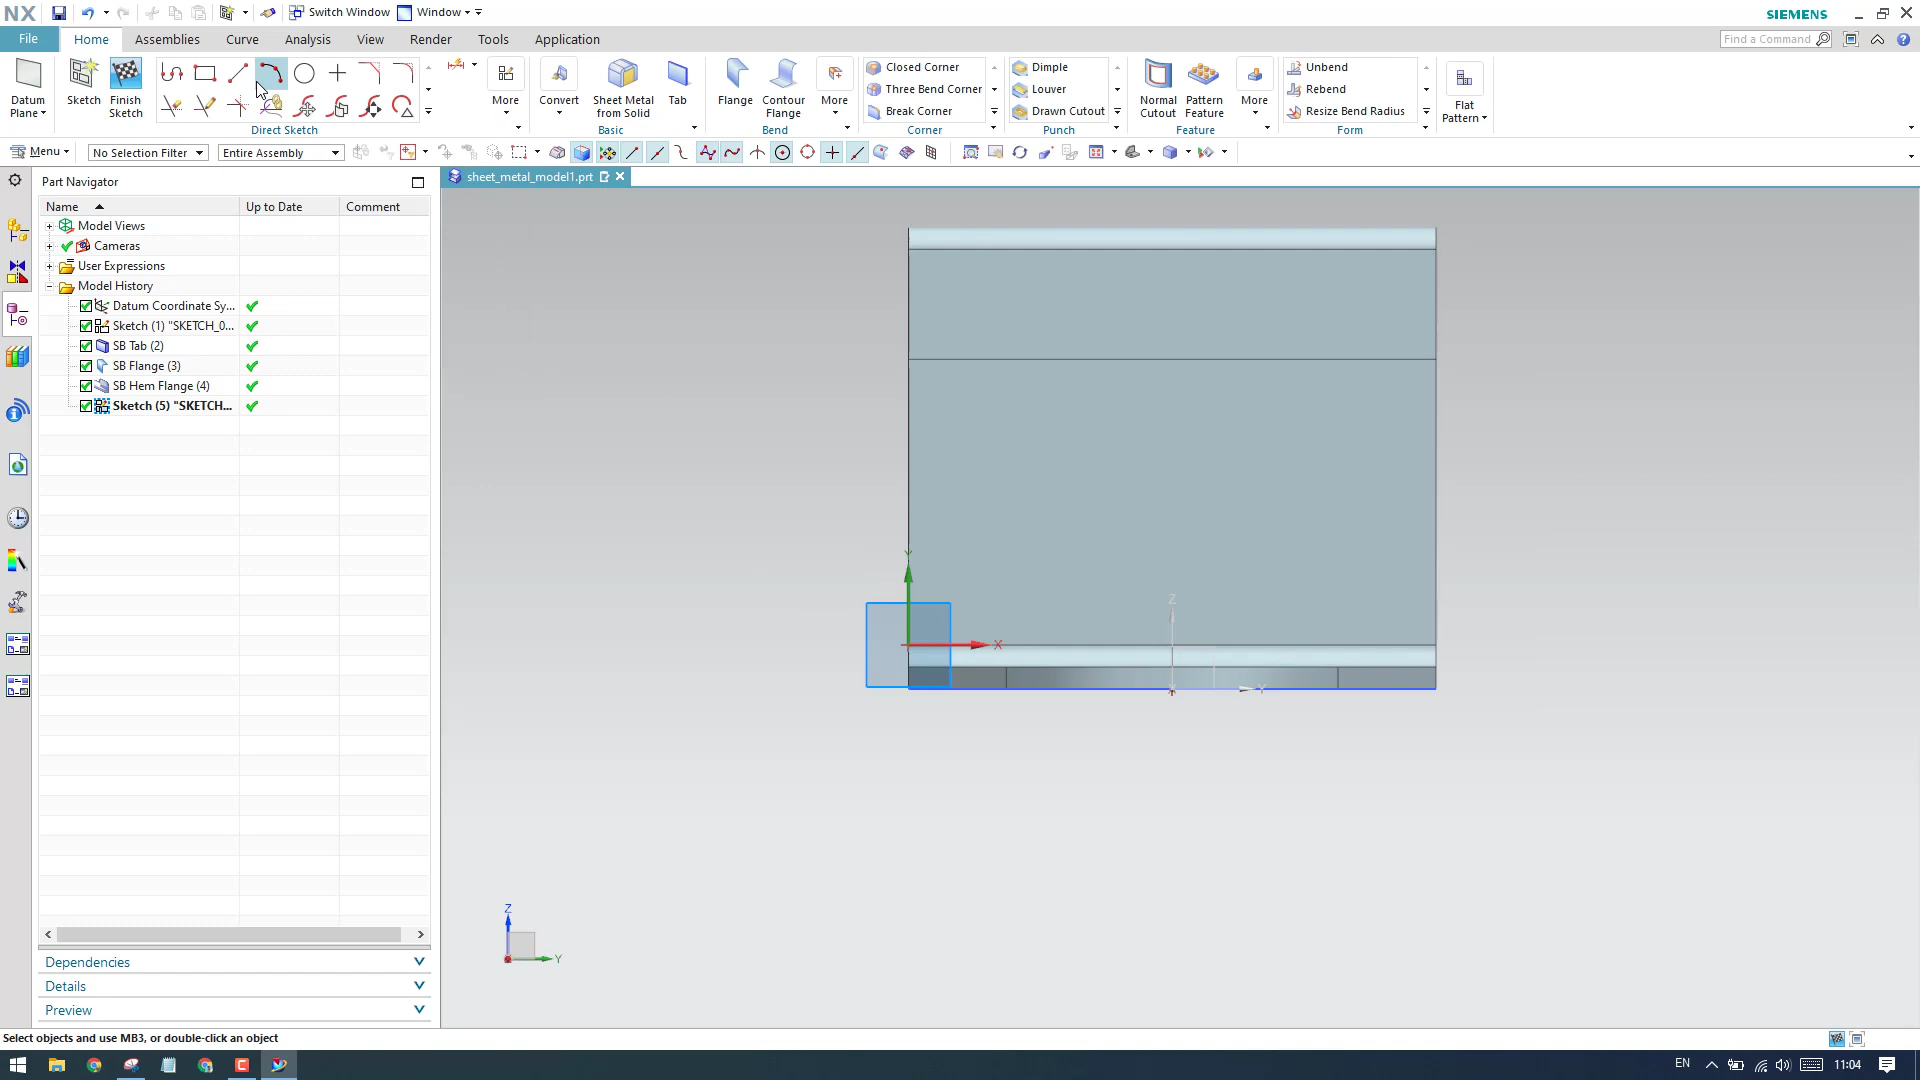 NX
Switch Window
Window
SIEMENS
File
Home
Assemblies
Curve
Analysis
View
Render
Tools
Application
Find a Command
Datum
Plane
Sketch
Finish
Sketch
Direct Sketch
More
Convert
Sheet Metal
from Solid
Tab
Basic
Flange
Contour
Flange
More
Bend
Closed Corner
Three Bend Corner
Break Corner
Corner
Dimple
Louver
Drawn Cutout
Punch
Normal
Cutout
Pattern
Feature
More
Feature
Unbend
Rebend
Resize Bend Radius
Form
Flat
Pattern
Menu
No Selection Filter
Entire Assembly
Part Navigator
sheet_metal_model1.prt
Name
Up to Date
Comment
Model Views
Cameras
User Expressions
Model History
Datum Coordinate Sy...
Sketch (1) "SKETCH_0...
SB Tab (2)
SB Flange (3)
SB Hem Flange (4)
Sketch (5) "SKETCH...
Y
X
Z
Y
X
Z
Y
Dependencies
Details
Preview
Select objects and use MB3, or double-click an object
EN
11:04